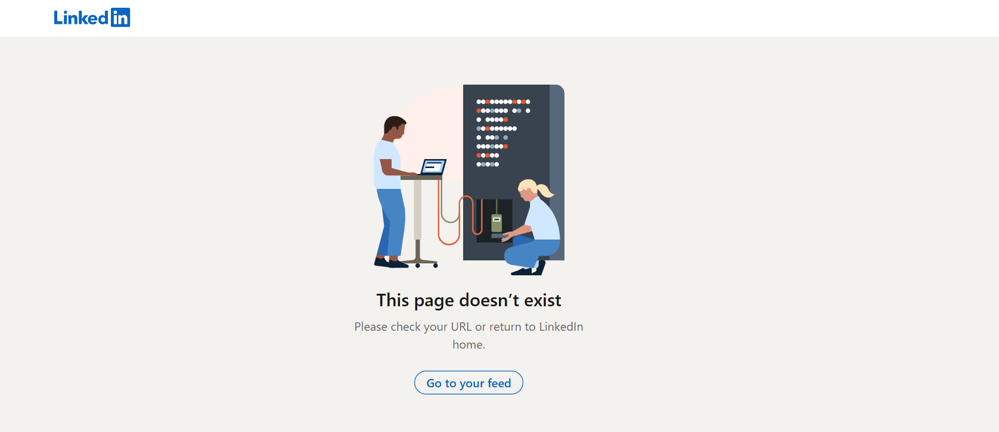 Linked in
This page doesn’t exist
Please check your URL or return to LinkedIn
home.
Go to your feed